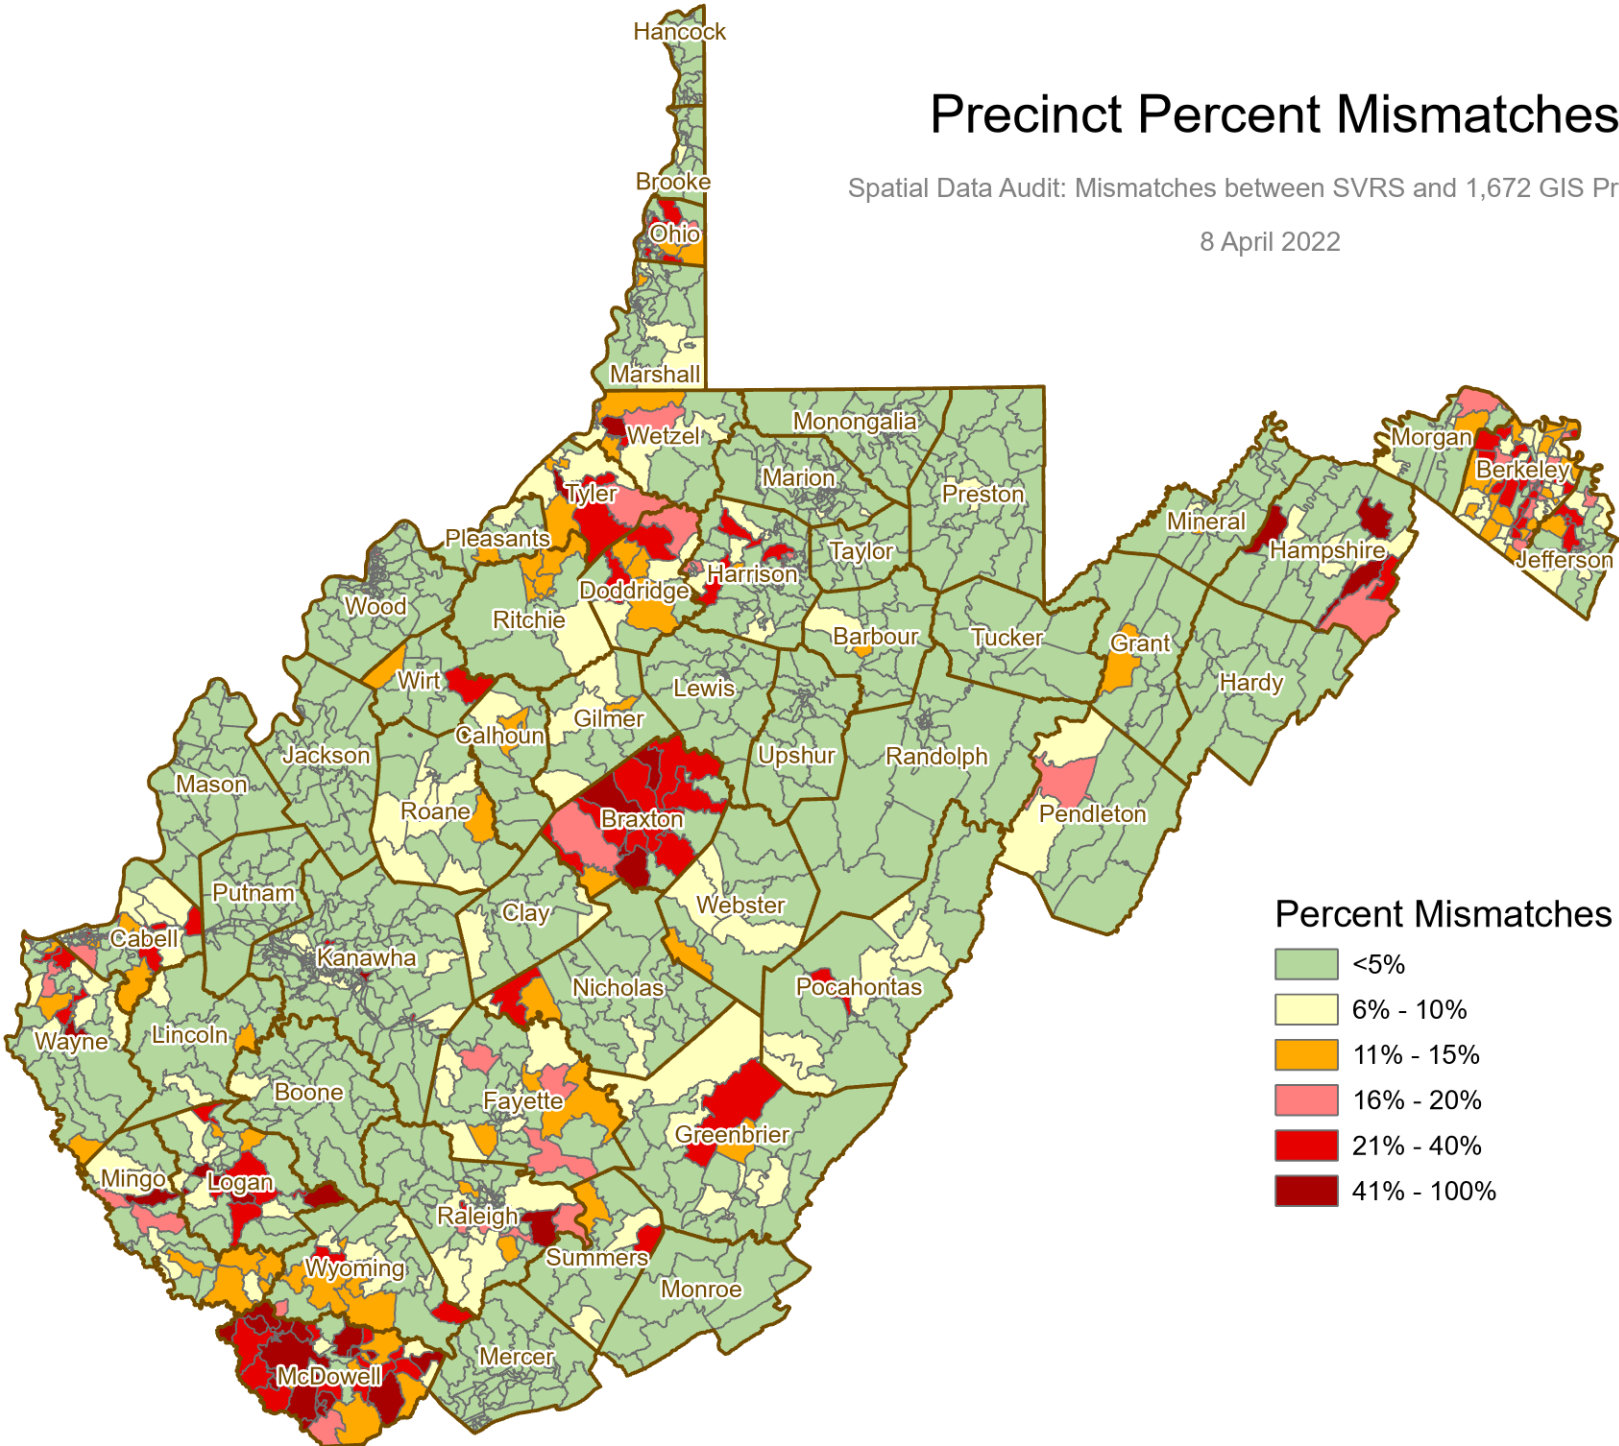 Hancock
Precinct Percent Mismatches
Brooke
Spatial Data Audit: Mismatches between SVRS and 1,672 GIS Pr
Ohio
8 April 2022
Marshall
Monongalia
Wetzel
Morgan
Marion
Berkeley
Tyler
Preston
Mineral
Pleasants
Taylor
Hampshire
Jefferson
Harrison
Doddridge
Wood
Ritchie
Barbour
Tucker
Grant
Wirt
Lewis
Hardy
Gilmer
Calhoun
Jackson
Upshur
Randolph
Mason
Roane
Braxton
Pendleton
Putnam
Webster
Clay
Percent Mismatches
Cabell
Kanawha
<5%
Nicholas
Pocahontas
6% - 10%
Wayne
Lincoln
11% - 15%
Boone
Fayette
16% - 20%
Greenbrier
21% - 40%
Mingo
Logan
41% - 100%
Raleigh
Summers
Wyoming
Monroe
Mercer
McDowell